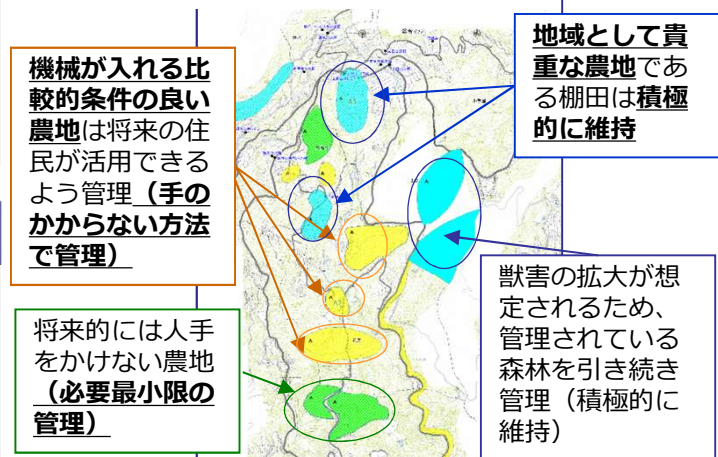 機械が入れる比
較的条件の良い
農地は将来の住
民が活用できる
よう管理（手の
かからない方法
で管理）
地域として貴
重な農地であ
る棚田は積極
的に維持
獣害の拡大が想
定されるため、
管理されている
森林を引き続き
管理（積極的に
維持）
将来的には人手
をかけない農地
（必要最小限の
管理）